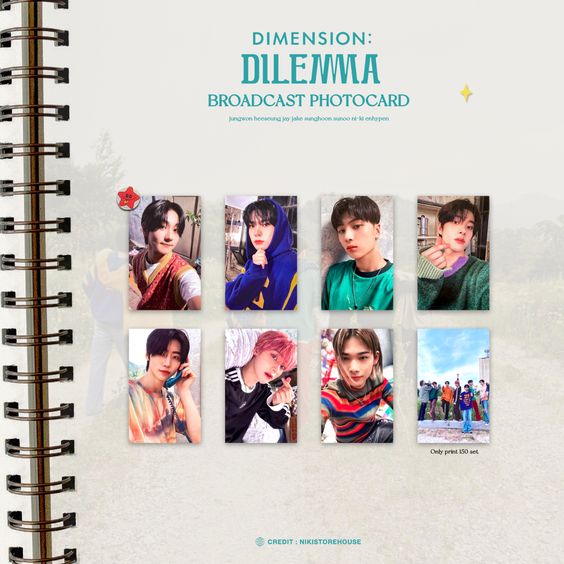 DIMENSION:
DILEMMA
BROADCAST PHOTOCARD
jungwon heeseung jay jake sunghoon sunoo ni-ki enhypen
Only print 150 set.
CREDIT : NIKISTOREHOUSE